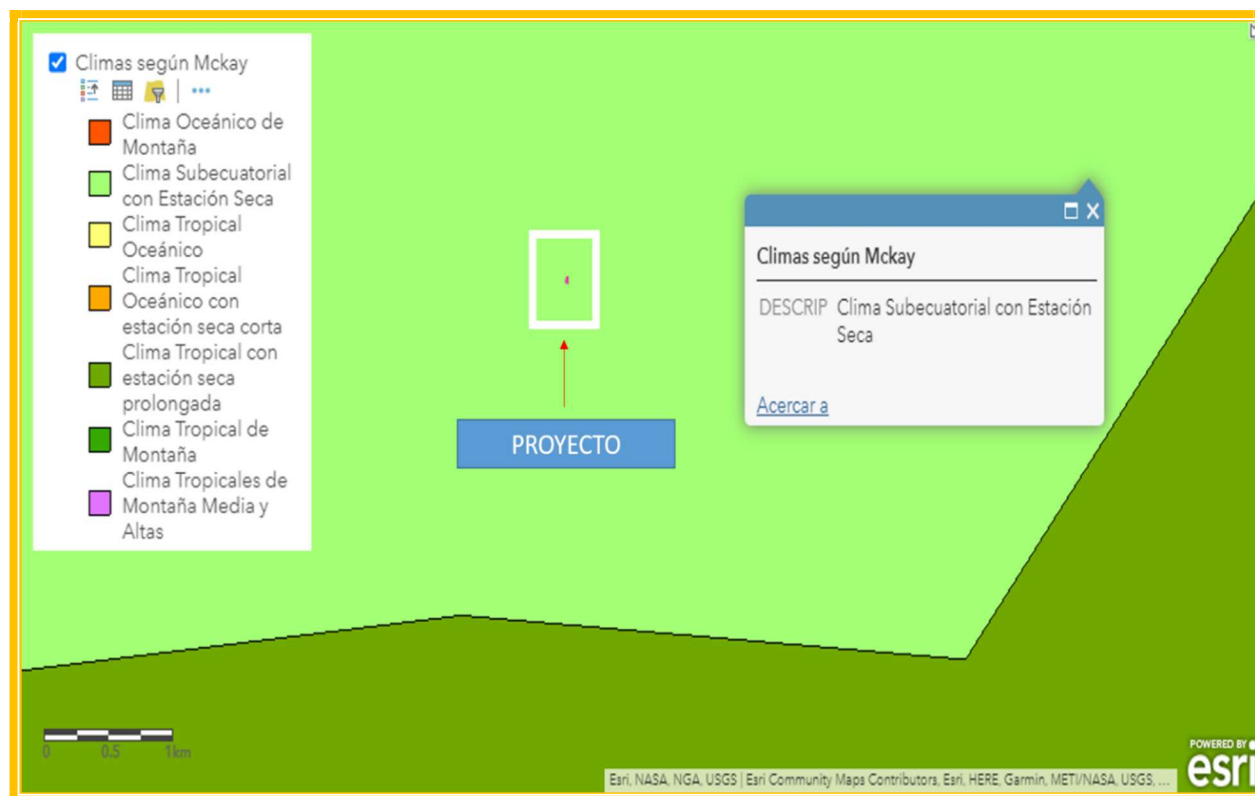 Climas según Mckay
Clima Oceánico de
Montaña
Clima Subecuatorial
con Estación Seca
Clima Tropical
Oceánico
Clima Tropical
Oceánico con
estación seca corta
Clima Tropical con
estación seca
prolongada
Clima Tropical de
Montaña
Clima Tropicales de
Montaña Media y
Altas
PROYECTO
Climas según Mckay
DESCRIP Clima Subecuatorial con Estación
Seca
Acercar a
0 0.5 1km
Esri, NASA, NGA, USGS | Esri Community Maps Contributors, Esri, HERE, Garmin, METI/NASA, USGS, ...
POWERED BY
esri